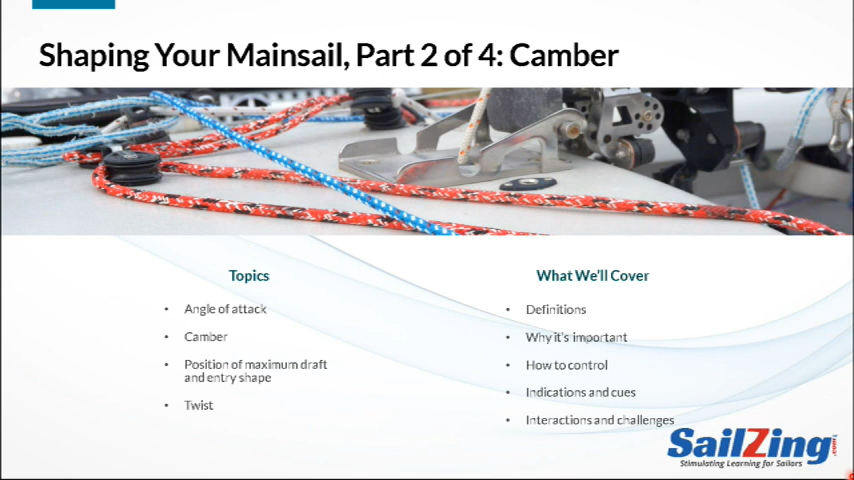 Shaping Your Mainsail, Part 2 of 4: Camber
Topics
• Angle of attack
• Camber
• Position of maximum draft
and entry shape
• Twist
What We'll Cover
• Definitions
• Why it's important
• How to control
• Indications and cues
• Interactions and challenges
SailZing.com
Stimulating Learning for Sailors